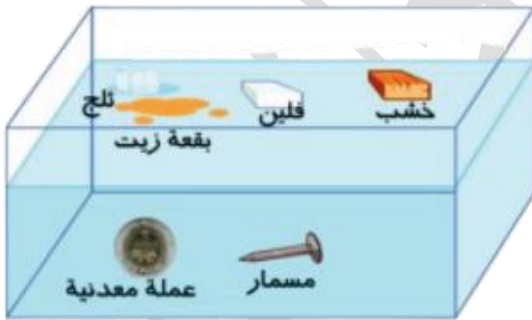 خشب
فلين
ثلج
بقعة زيت
مسمار
عملة معدنية